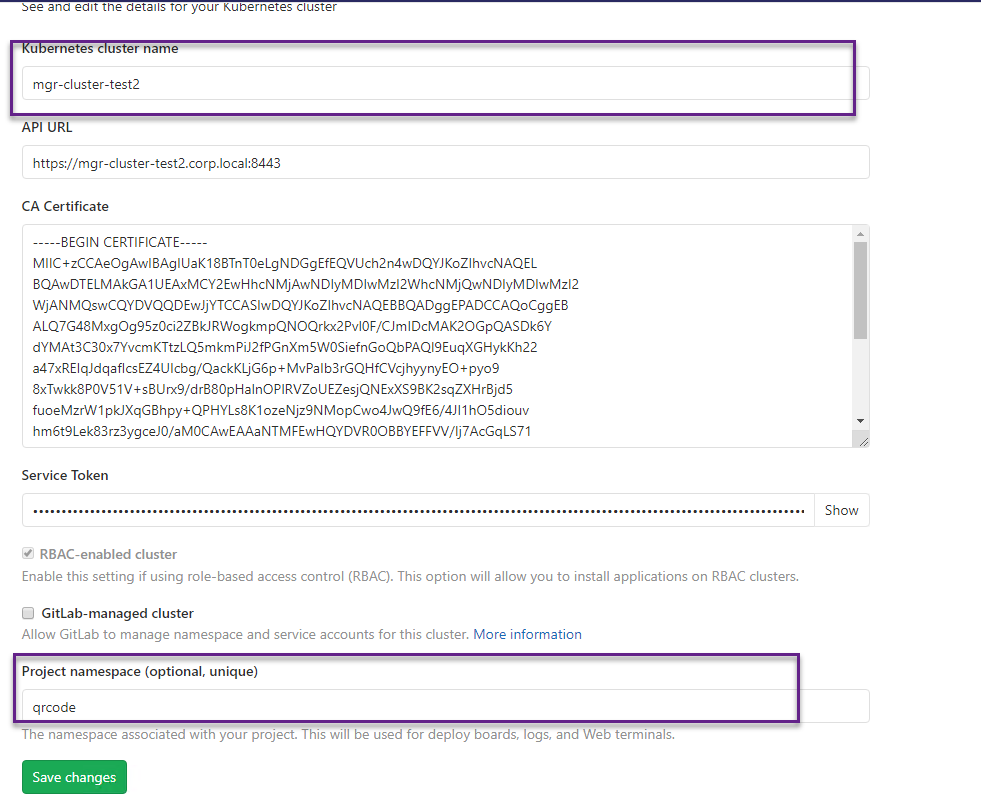 See and edit the details for your Kubernetes cluster
Kubernetes cluster name
mgr-cluster-test2
API URL
https://mgr-cluster-test2.corp.local:8443
CA Certificate
-----BEGIN CERTIFICATE-----
MIIC+zCCAeOgAwIBAgIUaK18BTnT0eLgNDGgEfEQVUch2n4wDQYJKoZIhvcNAQEL
BQAwDTELMAkGA1UEAxMCY2EwHhcNMjAwNDIyMDIwMzI2WhcNMjQwNDIyMDIwMzI2
WjANMQswCQYDVQQDEwJjYTCCASIwDQYJKoZIhvcNAQEBBQADggEPADCCAQoCggEB
ALQ7G48MxgOg95z0ci2ZBkJRWogkmpQNOQrkx2PvI0F/CJmIDcMAK2OGpQASDk6Y
dYMAt3C30x7YvcmKTtzLQ5mkmPiJ2fPGnXm5W0SiefnGoQbPAQI9EuqXGHykKh22
a47xREIqJdqaflcsEZ4UIcbg/QackKLjG6p+MvPaIb3rGQHfCVcjhyynyEO+pyo9
8xTwkk8P0V51V+sBUrx9/drB80pHaInOPIRVZoUEZesjQNExXS9BK2sqZXHrBjd5
fuoeMzrW1pkJXqGBhpy+QPHYLs8K1ozeNjz9NMopCwo4JwQ9fE6/4JI1hO5diouv
hm6t9Lek83rz3ygceJ0/aM0CAwEAAaNTMFEwHQYDVR0OBBYEFFVV/Ij7AcGqLS71
Service Token
Show
RBAC-enabled cluster
Enable this setting if using role-based access control (RBAC). This option will allow you to install applications on RBAC clusters.
GitLab-managed cluster
Allow GitLab to manage namespace and service accounts for this cluster. More information
Project namespace (optional, unique)
qrcode
The namespace associated with your project. This will be used for deploy boards, logs, and Web terminals.
Save changes